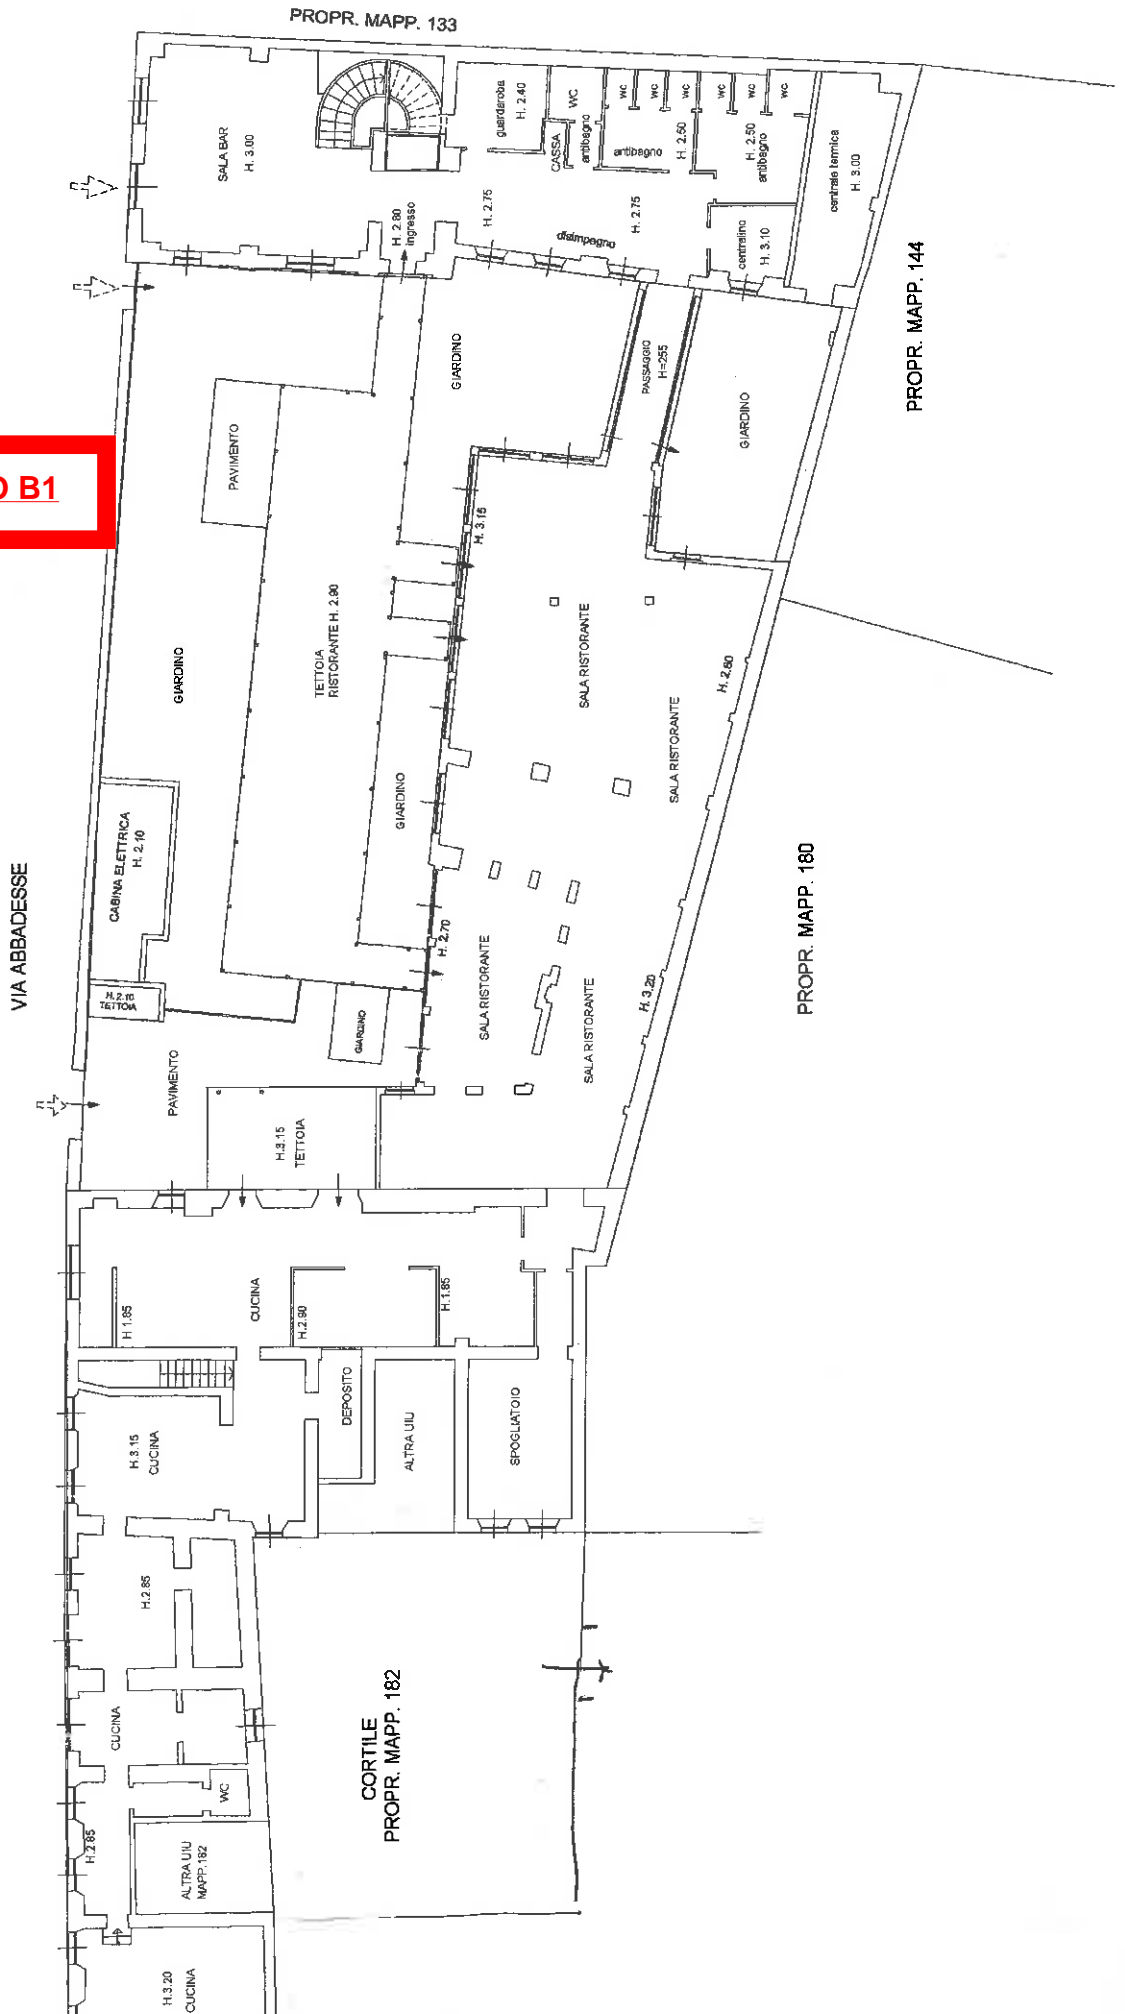 PROPR. MAPP. 133
SALA BAR
H. 3.00
guardaroba
H. 2.40
WC
CASSA
antibagno
WC
WC
WC
antibagno
H. 2.50
WC
WC
WC
H. 2.50
antibagno
centrale termica
H. 3.00
H. 2.80
ingresso
H. 2.75
disimpegno
H. 2.75
centralino
H. 3.10
PROPR. MAPP. 144
GIARDINO
PASSAGGIO
H=255
GIARDINO
PAVIMENTO
O B1
H. 3.15
GIARDINO
TETTOIA
RISTORANTE H. 2.90
SALA RISTORANTE
H. 2.60
SALA RISTORANTE
GIARDINO
CABINA ELETTRICA
H. 2.10
VIA ABBADESSE
PROPR. MAPP. 180
H. 2.70
SALA RISTORANTE
SALA RISTORANTE
H. 3.20
H. 2.10
TETTOIA
GIARDINO
PAVIMENTO
H.3.15
TETTOIA
H 1.85
CUCINA
H.2.90
H.1.85
DEPOSITO
ALTRA UIU
SPOGLIATOIO
H.3.15
CUCINA
H.2.85
CUCINA
CORTILE
PROPR. MAPP. 182
WC
H.2.85
ALTRA UIU
MAPP.182
H.3.20
CUCINA